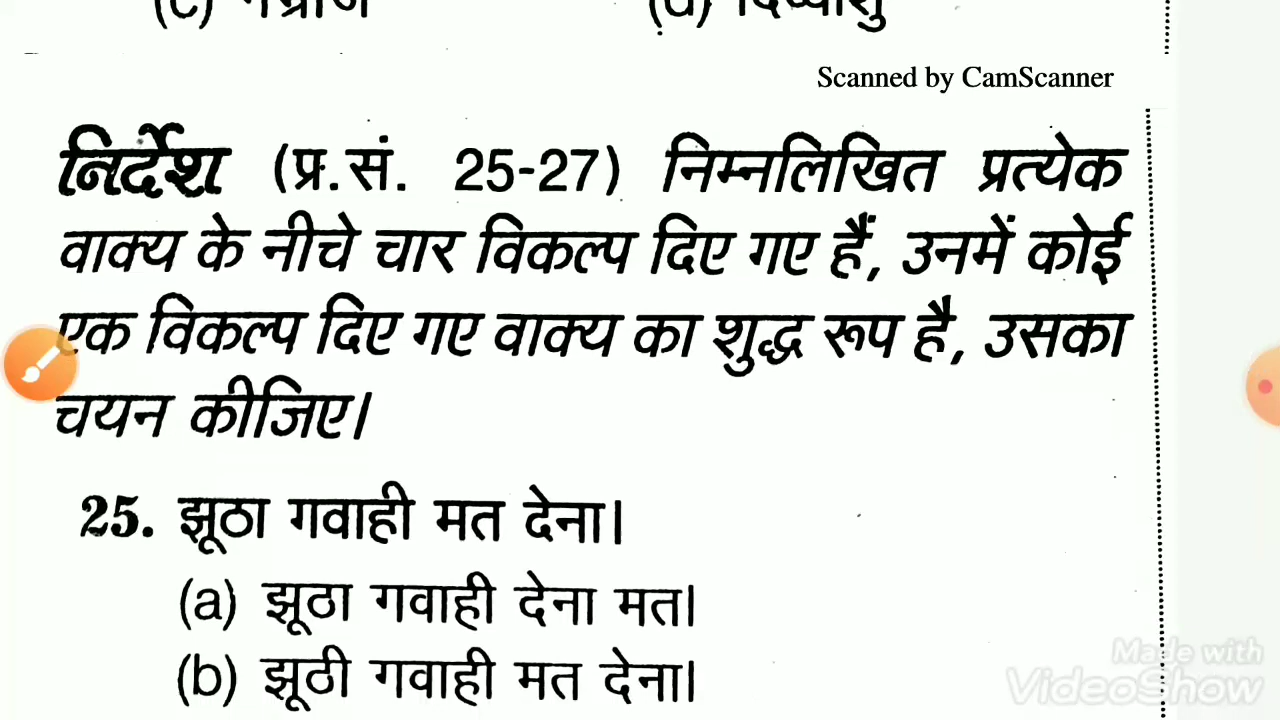 (c)
(d)
Scanned by CamScanner
निर्देश (प्र.सं. 25-27) निम्नलिखित प्रत्येक
वाक्य के नीचे चार विकल्प दिए गए हैं, उनमें कोई
एक विकल्प दिए गए वाक्य का शुद्ध रूप है, उसका
चयन कीजिए।
25. झूठा गवाही मत देना।
(a) झूठा गवाही देना मत।
(b) झूठी गवाही मत देना।
Made with
VideoShow